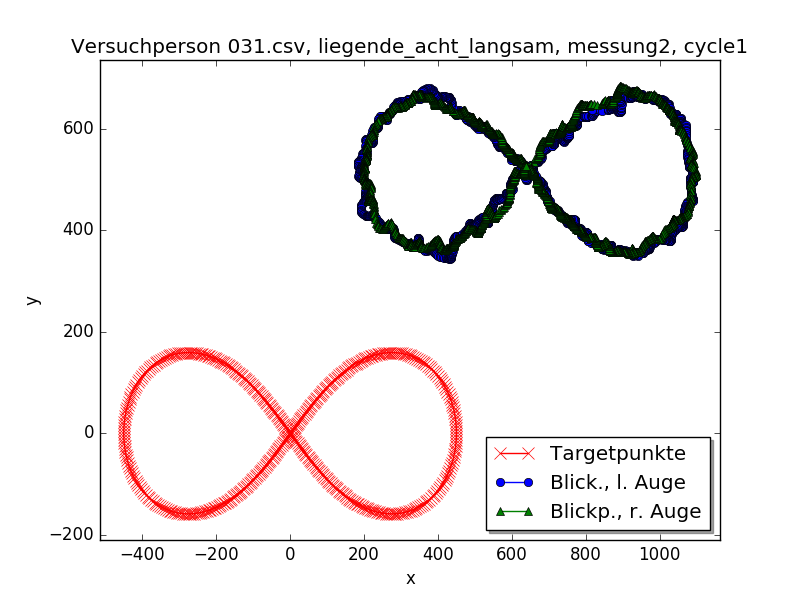 Versuchperson 031.csv, liegende_acht_langsam, messung2, cycle1
600
400
200
0
−200
y
−400 −200 0 200 400 600 800 1000
x
Targetpunkte
Blick., l. Auge
Blickp., r. Auge